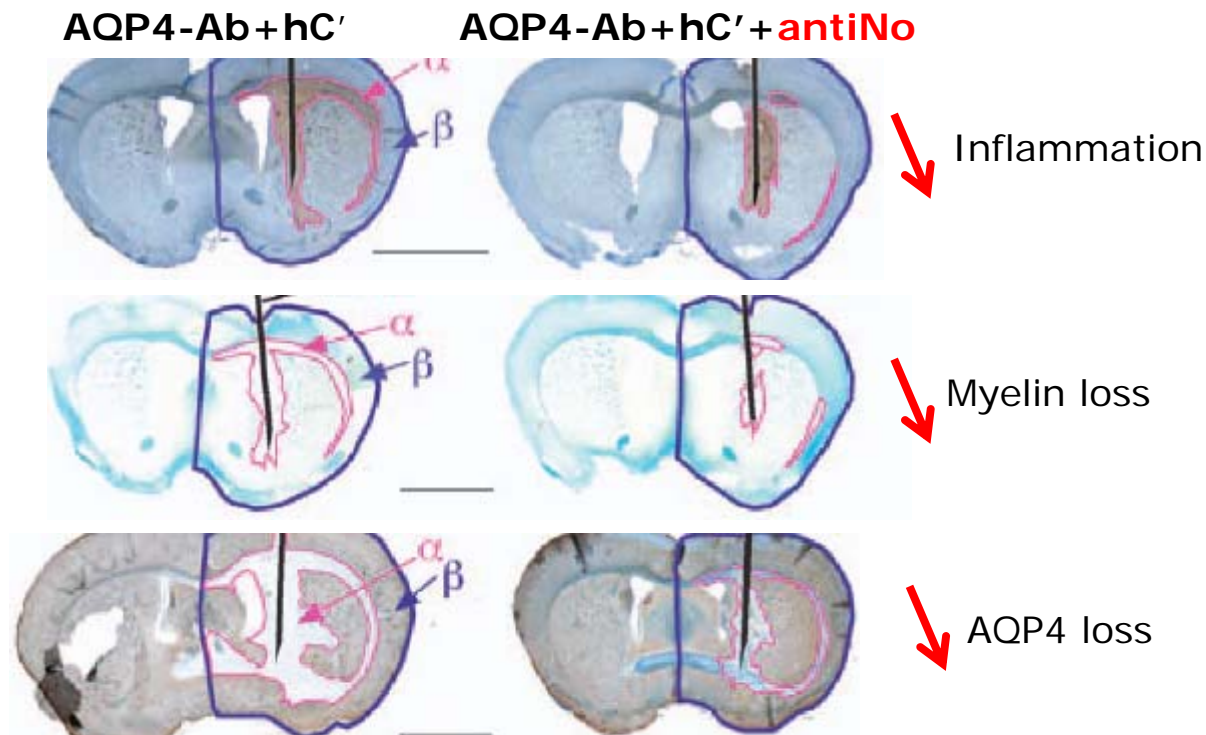 AQP4-Ab+hC′ AQP4-Ab+hC′+antiNo
α
β
Inflammation
α
β
Myelin loss
α
β
AQP4 loss